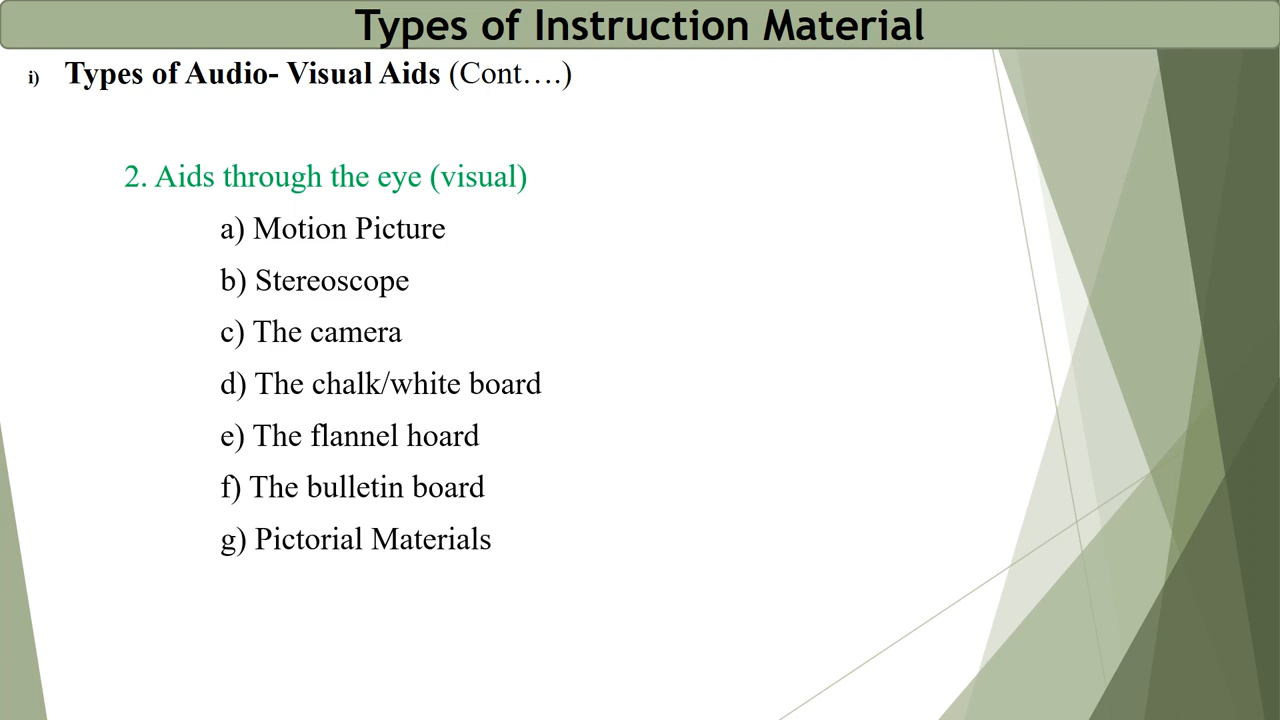 Types of Instruction Material
i) Types of Audio- Visual Aids (Cont….)
2. Aids through the eye (visual)
a) Motion Picture
b) Stereoscope
c) The camera
d) The chalk/white board
e) The flannel hoard
f) The bulletin board
g) Pictorial Materials